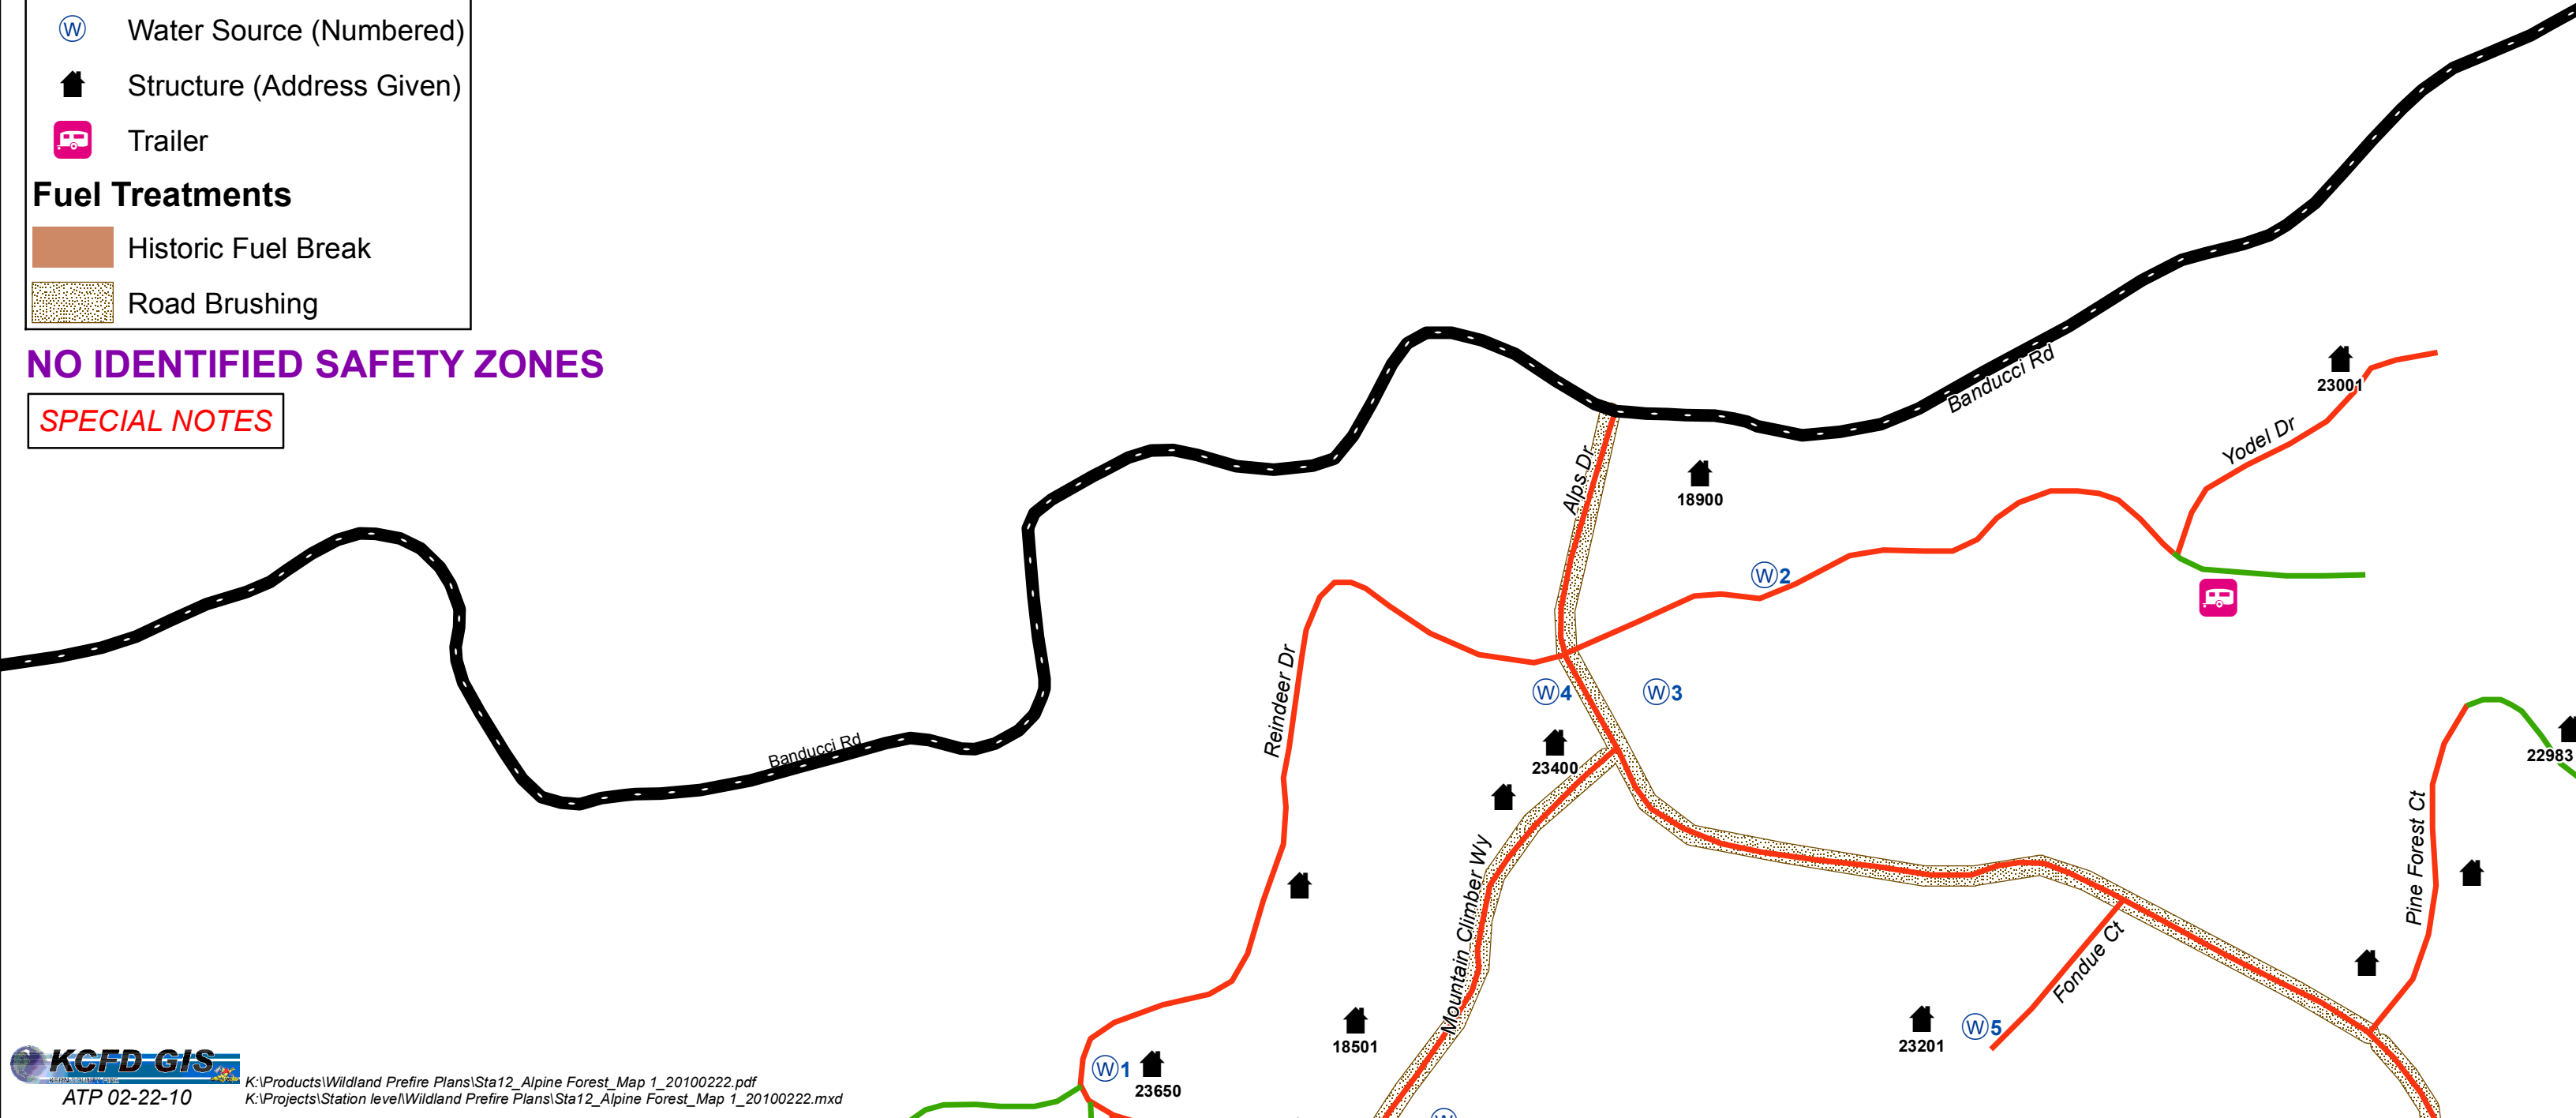 W Water Source (Numbered)
Structure (Address Given)
Trailer
Fuel Treatments
Historic Fuel Break
Road Brushing
NO IDENTIFIED SAFETY ZONES
SPECIAL NOTES
Banducci Rd
Banducci Rd
23001
Yodel Dr
Alps Dr
18900
W2
Reindeer Dr
W4
W3
23400
22983
Mountain Climber Wy
Pine Forest Ct
Fondue Ct
18501
23201
W5
W1
23650
W
KCFD GIS
ATP 02-22-10
K:\Products\Wildland Prefire Plans\Sta12_Alpine Forest_Map 1_20100222.pdf
K:\Projects\Station level\Wildland Prefire Plans\Sta12_Alpine Forest_Map 1_20100222.mxd